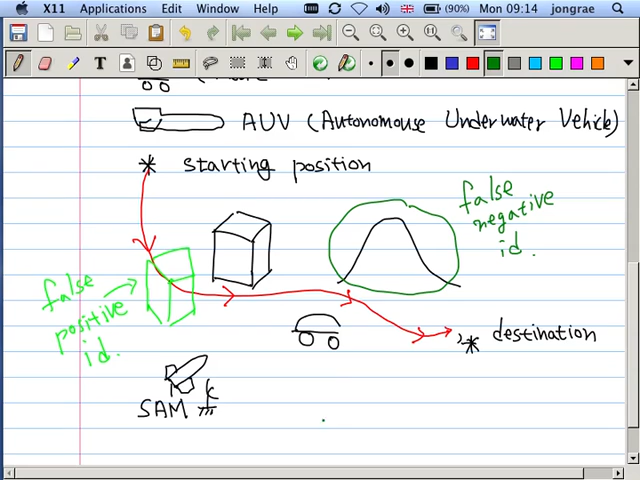 X11 Applications Edit Window Help (90%) mon 09:14 jongrae
AUV (Autonomouse Underwater Vehicle)
starting position
false
negative
id.
false
positive
id.
destination
SAM